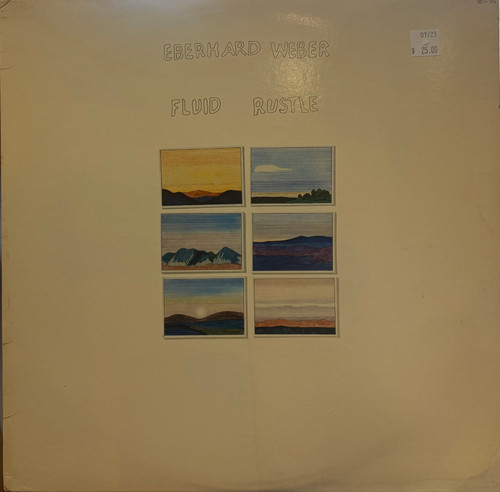 EBERHARD WEBER
FLUID RUSTLE
01/23
$ 25.00